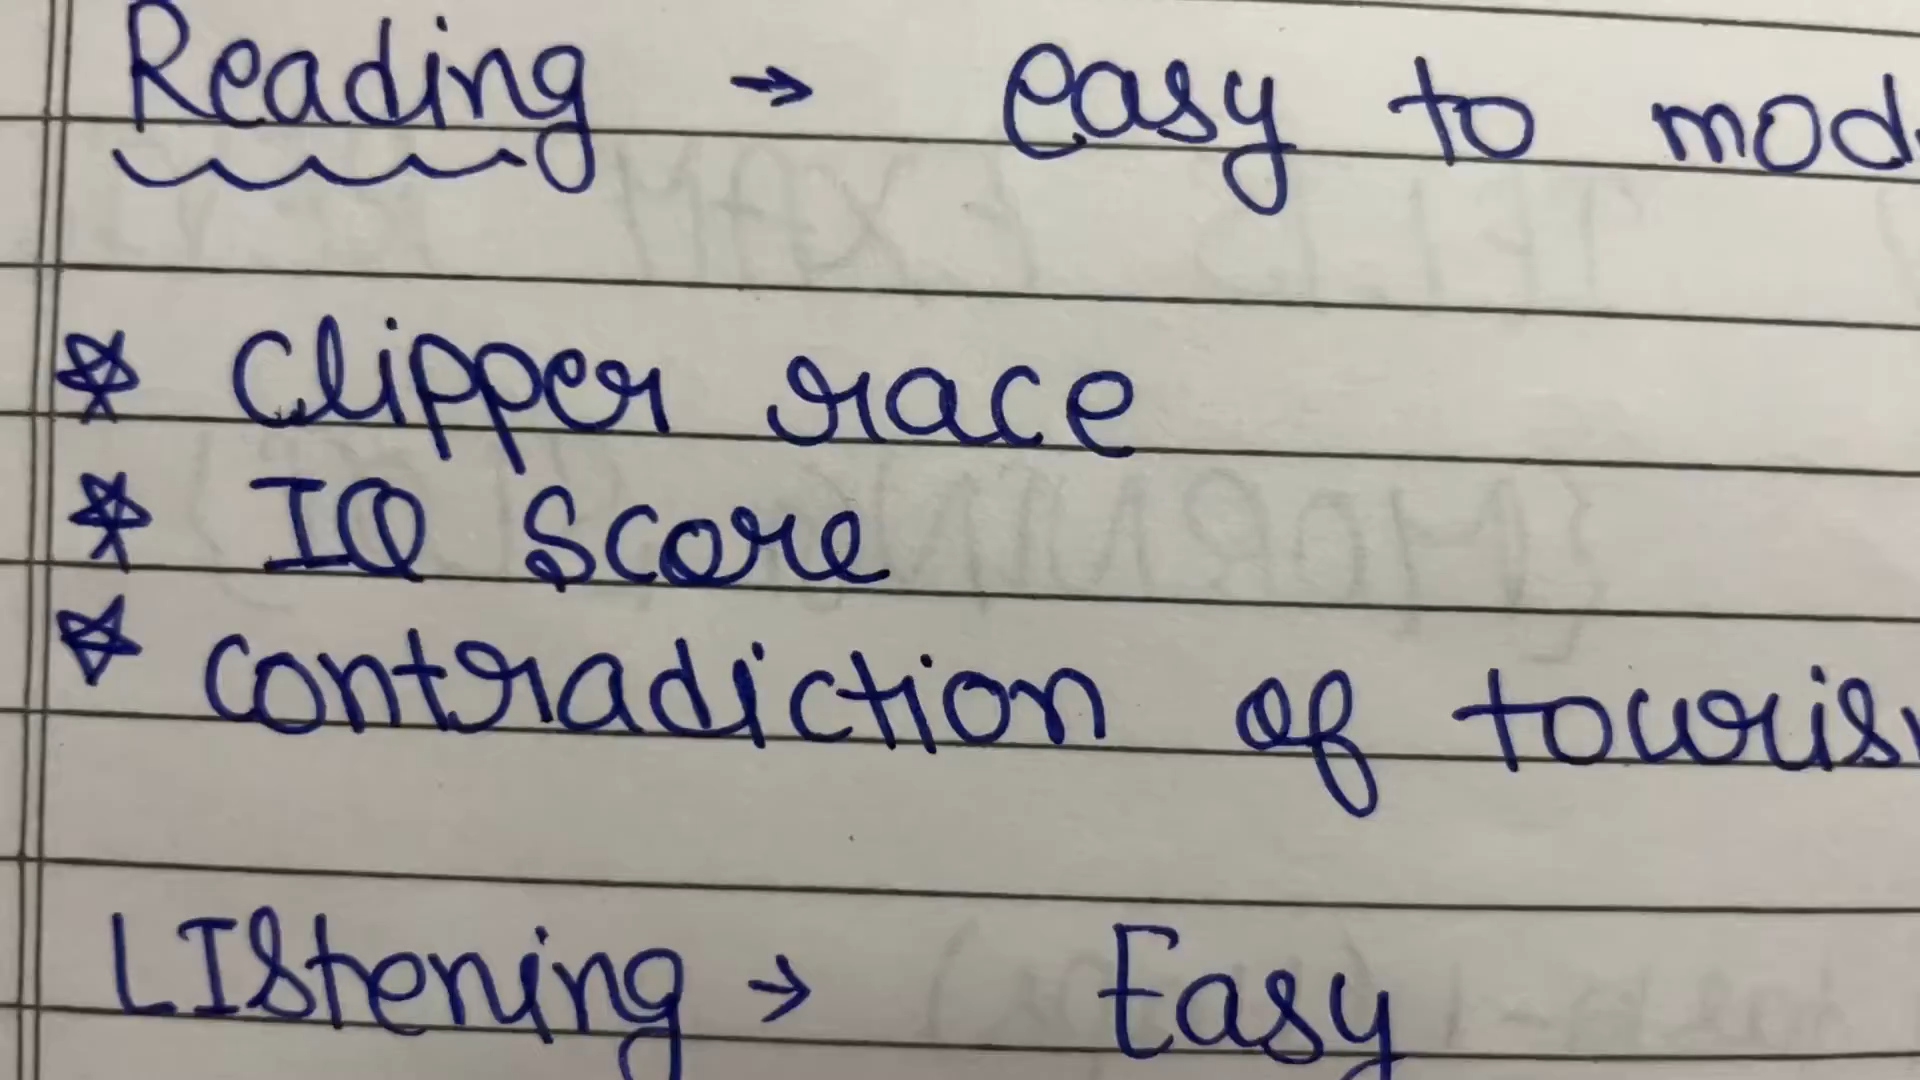 Reading → easy to mod
* Clipper race
* IQ Score
* contradiction of touris
LIstening → Easy